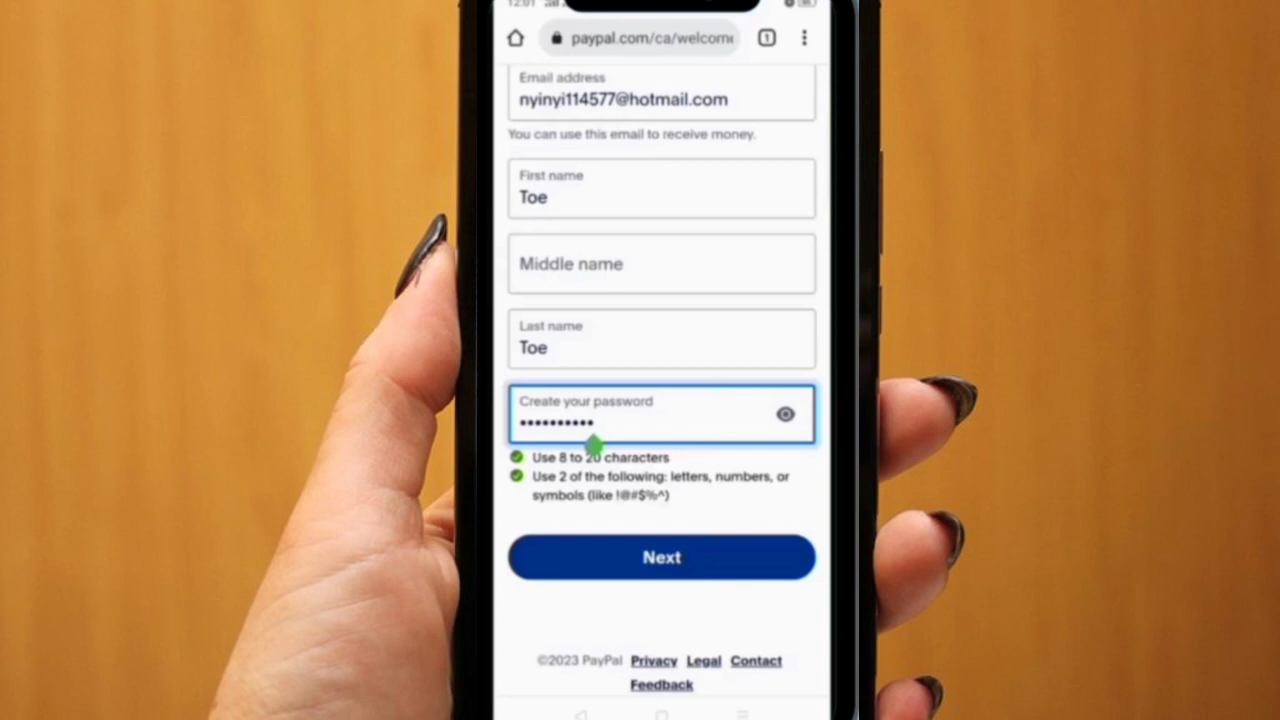 12:01
paypal.com/ca/welcome
1
Email address
nyinyi114577@hotmail.com
You can use this email to receive money.
First name
Toe
Middle name
Last name
Toe
Create your password
••••••••••
Use 8 to 20 characters
Use 2 of the following: letters, numbers, or
symbols (like !@#$%^)
Next
©2023 PayPal Privacy Legal Contact
Feedback